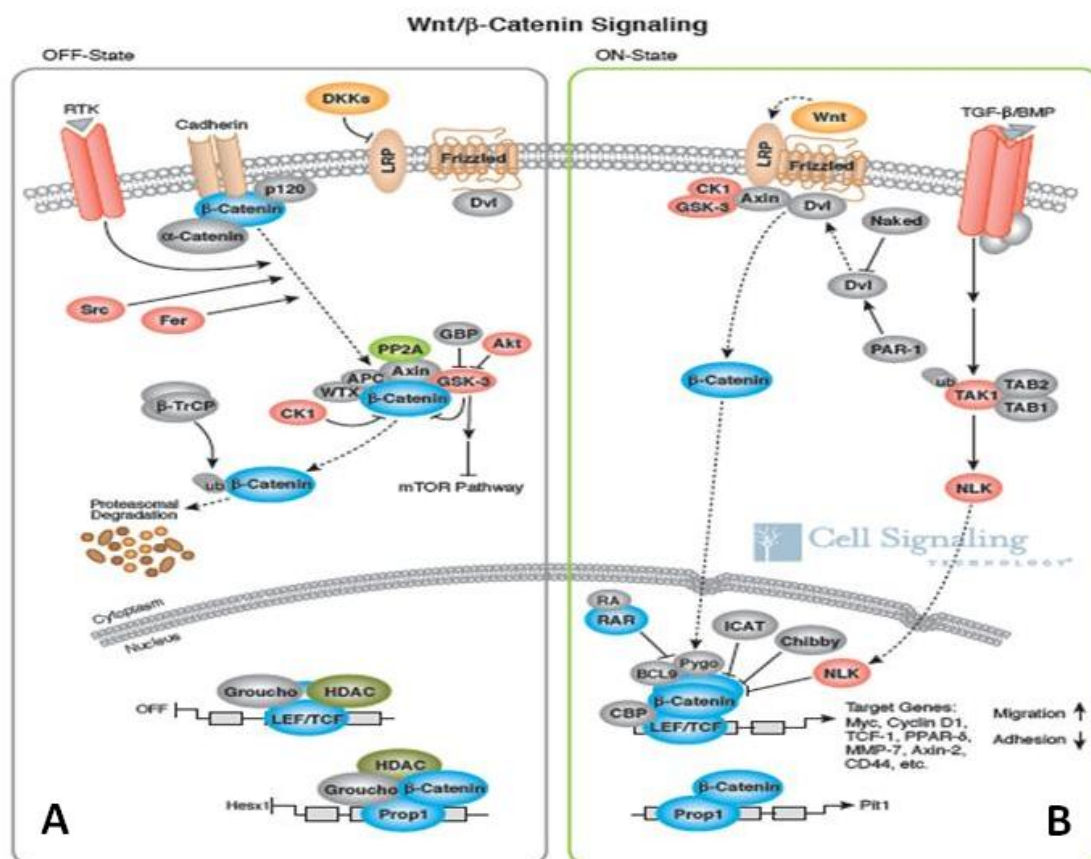 Wnt/β-Catenin Signaling
OFF-State
ON-State
RTK
Cadherin
DKKs
LRP
Frizzled
Dvl
p120
β-Catenin
α-Catenin
Src
Fer
PP2A
GBP
Akt
APC
Axin
GSK-3
WTX
β-Catenin
CK1
β-TrCP
ub
β-Catenin
mTOR Pathway
Proteasomal
Degradation
Cytoplasm
Nucleus
Groucho
HDAC
OFF
LEF/TCF
HDAC
Groucho
β-Catenin
Hesx1
Prop1
A
Wnt
TGF-β/BMP
LRP
Frizzled
CK1
GSK-3
Axin
Dvl
Naked
Dvl
PAR-1
β-Catenin
ub
TAK1
TAB2
TAB1
NLK
Cell Signaling
TECHNOLOGY®
RA
RAR
ICAT
Chibby
BCL9
Pygo
NLK
β-Catenin
CBP
LEF/TCF
Target Genes:
Myc, Cyclin D1,
TCF-1, PPAR-δ,
MMP-7, Axin-2,
CD44, etc.
Migration ↑
Adhesion ↓
β-Catenin
Prop1
Pit1
B